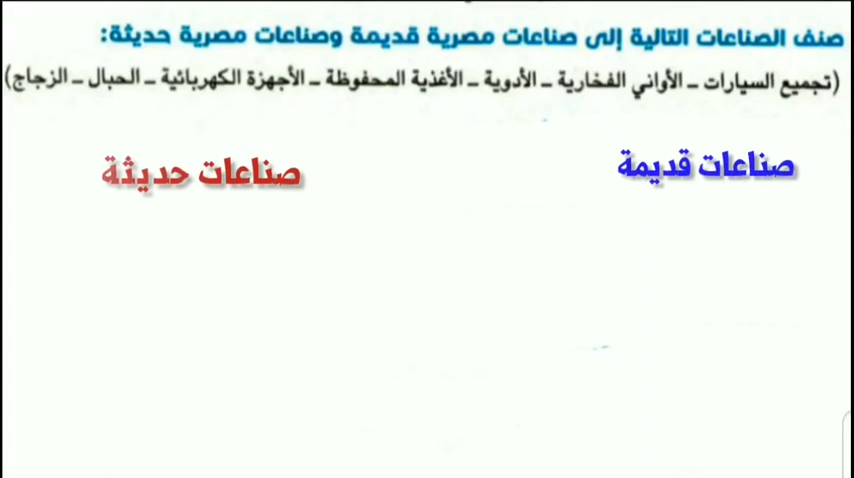 صنف الصناعات التالية إلى صناعات مصرية قديمة وصناعات مصرية حديثة:
(تجميع السيارات – الأواني الفخارية – الأدوية – الأغذية المحفوظة – الأجهزة الكهربائية – الحبال – الزجاج)
صناعات قديمة
صناعات حديثة